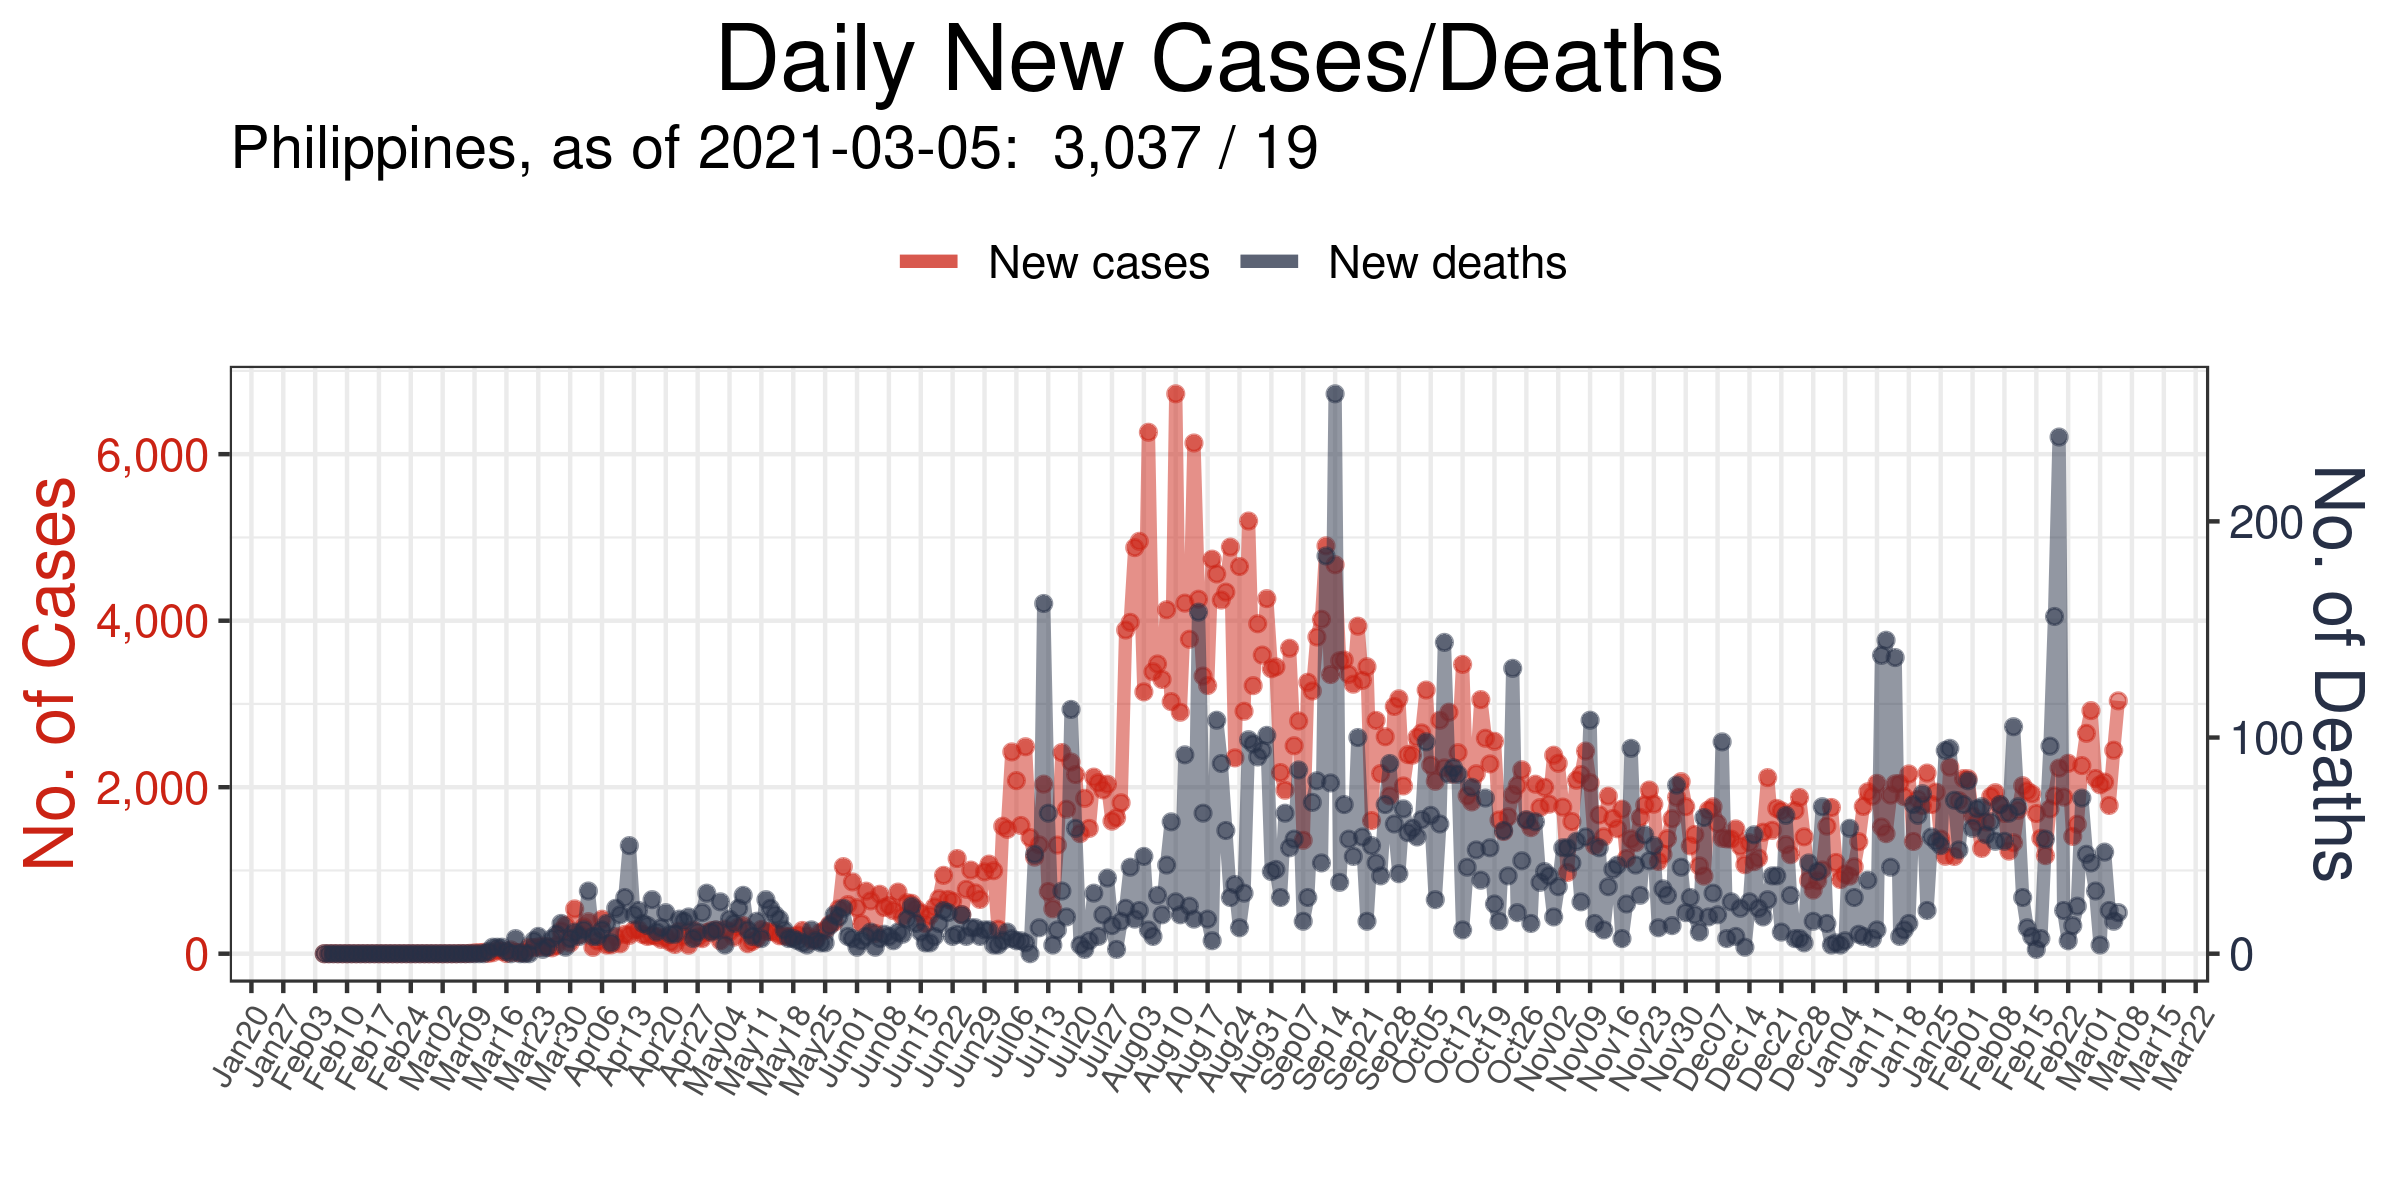 Daily New Cases/Deaths
Philippines, as of 2021-03-05:  3,037 / 19
New cases
New deaths
No. of Cases
6,000
4,000
2,000
0
200
100
0
No. of Deaths
Jan20
Jan27
Feb03
Feb10
Feb17
Feb24
Mar02
Mar09
Mar16
Mar23
Mar30
Apr06
Apr13
Apr20
Apr27
May04
May11
May18
May25
Jun01
Jun08
Jun15
Jun22
Jun29
Jul06
Jul13
Jul20
Jul27
Aug03
Aug10
Aug17
Aug24
Aug31
Sep07
Sep14
Sep21
Sep28
Oct05
Oct12
Oct19
Oct26
Nov02
Nov09
Nov16
Nov23
Nov30
Dec07
Dec14
Dec21
Dec28
Jan04
Jan11
Jan18
Jan25
Feb01
Feb08
Feb15
Feb22
Mar01
Mar08
Mar15
Mar22